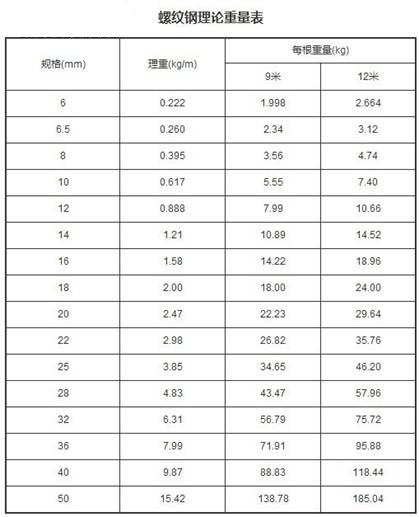 螺纹钢理论重量表
规格(mm) 理重(kg/m) 每根重量(kg)
9米 12米
6 0.222 1.998 2.664
6.5 0.260 2.34 3.12
8 0.395 3.56 4.74
10 0.617 5.55 7.40
12 0.888 7.99 10.66
14 1.21 10.89 14.52
16 1.58 14.22 18.96
18 2.00 18.00 24.00
20 2.47 22.23 29.64
22 2.98 26.82 35.76
25 3.85 34.65 46.20
28 4.83 43.47 57.96
32 6.31 56.79 75.72
36 7.99 71.91 95.88
40 9.87 88.83 118.44
50 15.42 138.78 185.04